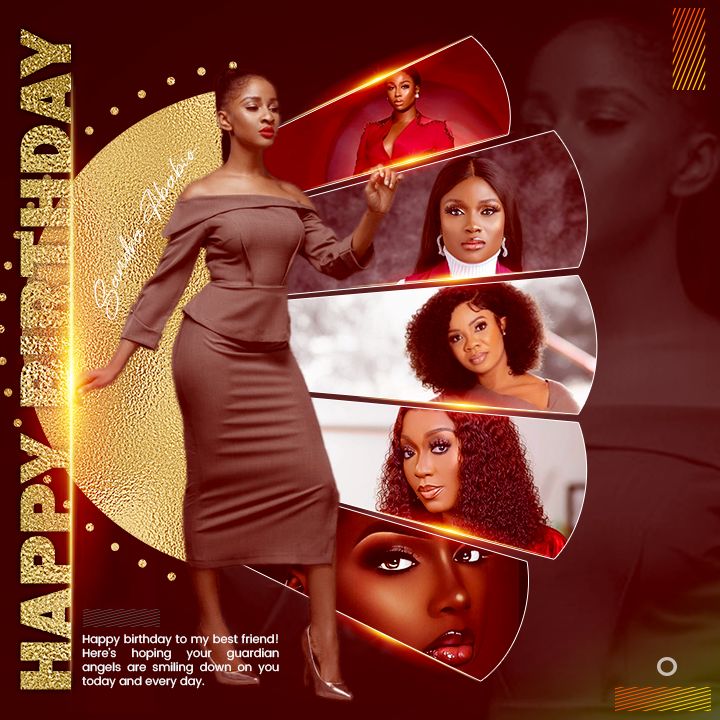 HAPPY BIRTHDAY
Happy birthday to my best friend!
Here's hoping your guardian
angels are smiling down on you
today and every day.